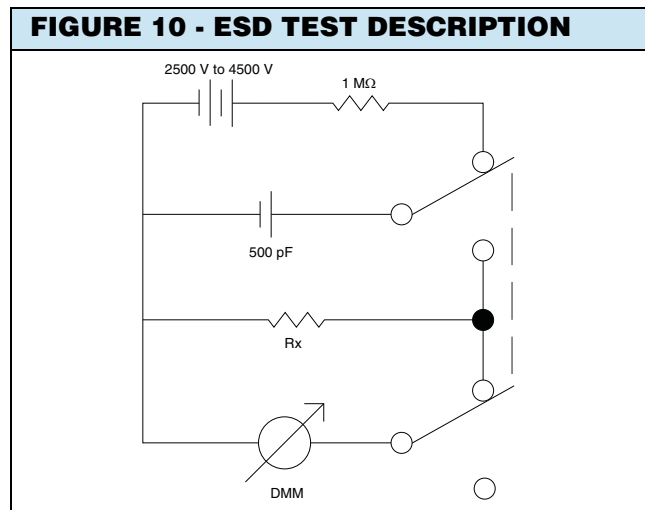 FIGURE 10 - ESD TEST DESCRIPTION
2500 V to 4500 V
1 MΩ
500 pF
Rx
DMM